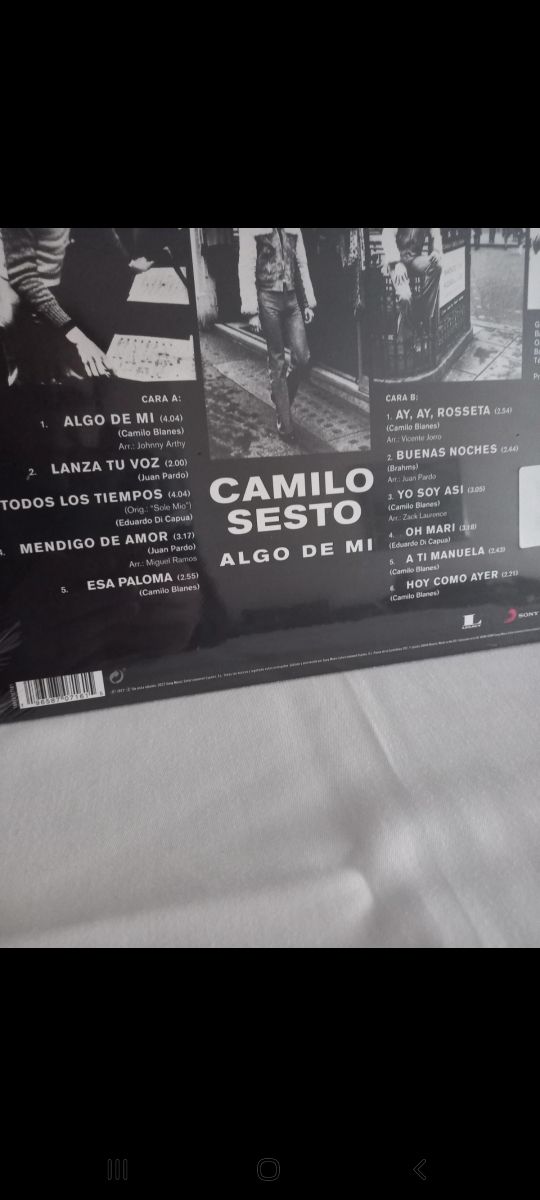 CARA A:
1. ALGO DE MI (4.04)
(Camilo Blanes)
Arr.: Johnny Arthy
2. LANZA TU VOZ (2.00)
(Juan Pardo)
TODOS LOS TIEMPOS (4.04)
(Orig.: "Sole Mio")
(Eduardo Di Capua)
4. MENDIGO DE AMOR (3.17)
(Juan Pardo)
Arr.: Miguel Ramos
5. ESA PALOMA (2.55)
(Camilo Blanes)
CAMILO
SESTO
ALGO DE MI
CARA B:
1. AY, AY, ROSSETA (2.54)
(Camilo Blanes)
Arr.: Vicente Jorro
2. BUENAS NOCHES (2.44)
(Brahms)
Arr.: Juan Pardo
3. YO SOY ASI (3.05)
(Camilo Blanes)
Arr.: Zack Laurence
4. OH MARI (3.18)
(Eduardo Di Capua)
5. A TI MANUELA (2.43)
(Camilo Blanes)
6. HOY COMO AYER (2.21)
(Camilo Blanes)
LEGACY
SONY